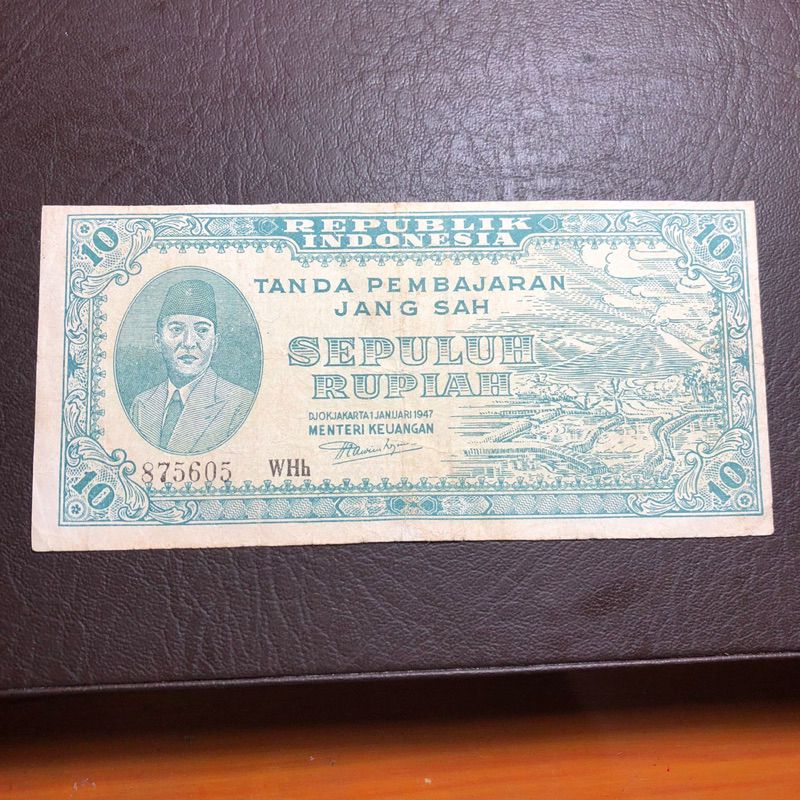 REPUBLIK
INDONESIA
10
10
TANDA PEMBAJARAN
JANG SAH
SEPULUH
RUPIAH
DJOKJAKARTA 1 JANUARI 1947
MENTERI KEUANGAN
875605 WHh
10
10